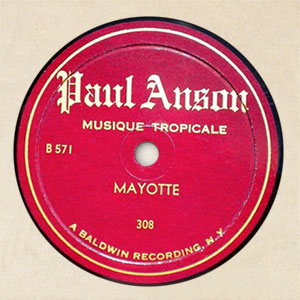 Paul Anson
MUSIQUE TROPICALE
B 571
MAYOTTE
308
A BALDWIN RECORDING, N.Y.